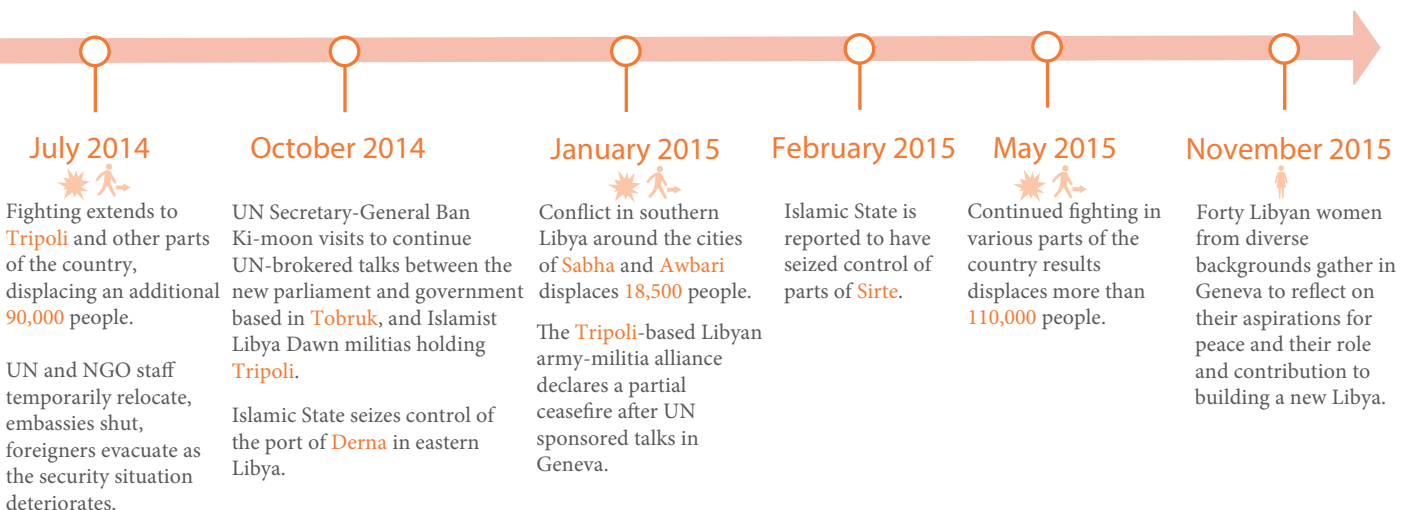 July 2014
Fighting extends to
Tripoli and other parts
of the country,
displacing an additional
90,000 people.
UN and NGO staff
temporarily relocate,
embassies shut,
foreigners evacuate as
the security situation
deteriorates.
October 2014
UN Secretary-General Ban
Ki-moon visits to continue
UN-brokered talks between the
new parliament and government
based in Tobruk, and Islamist
Libya Dawn militias holding
Tripoli.
Islamic State seizes control of
the port of Derna in eastern
Libya.
January 2015
Conflict in southern
Libya around the cities
of Sabha and Awbari
displaces 18,500 people.
The Tripoli-based Libyan
army-militia alliance
declares a partial
ceasefire after UN
sponsored talks in
Geneva.
February 2015
Islamic State is
reported to have
seized control of
parts of Sirte.
May 2015
Continued fighting in
various parts of the
country results
displaces more than
110,000 people.
November 2015
Forty Libyan women
from diverse
backgrounds gather in
Geneva to reflect on
their aspirations for
peace and their role
and contribution to
building a new Libya.